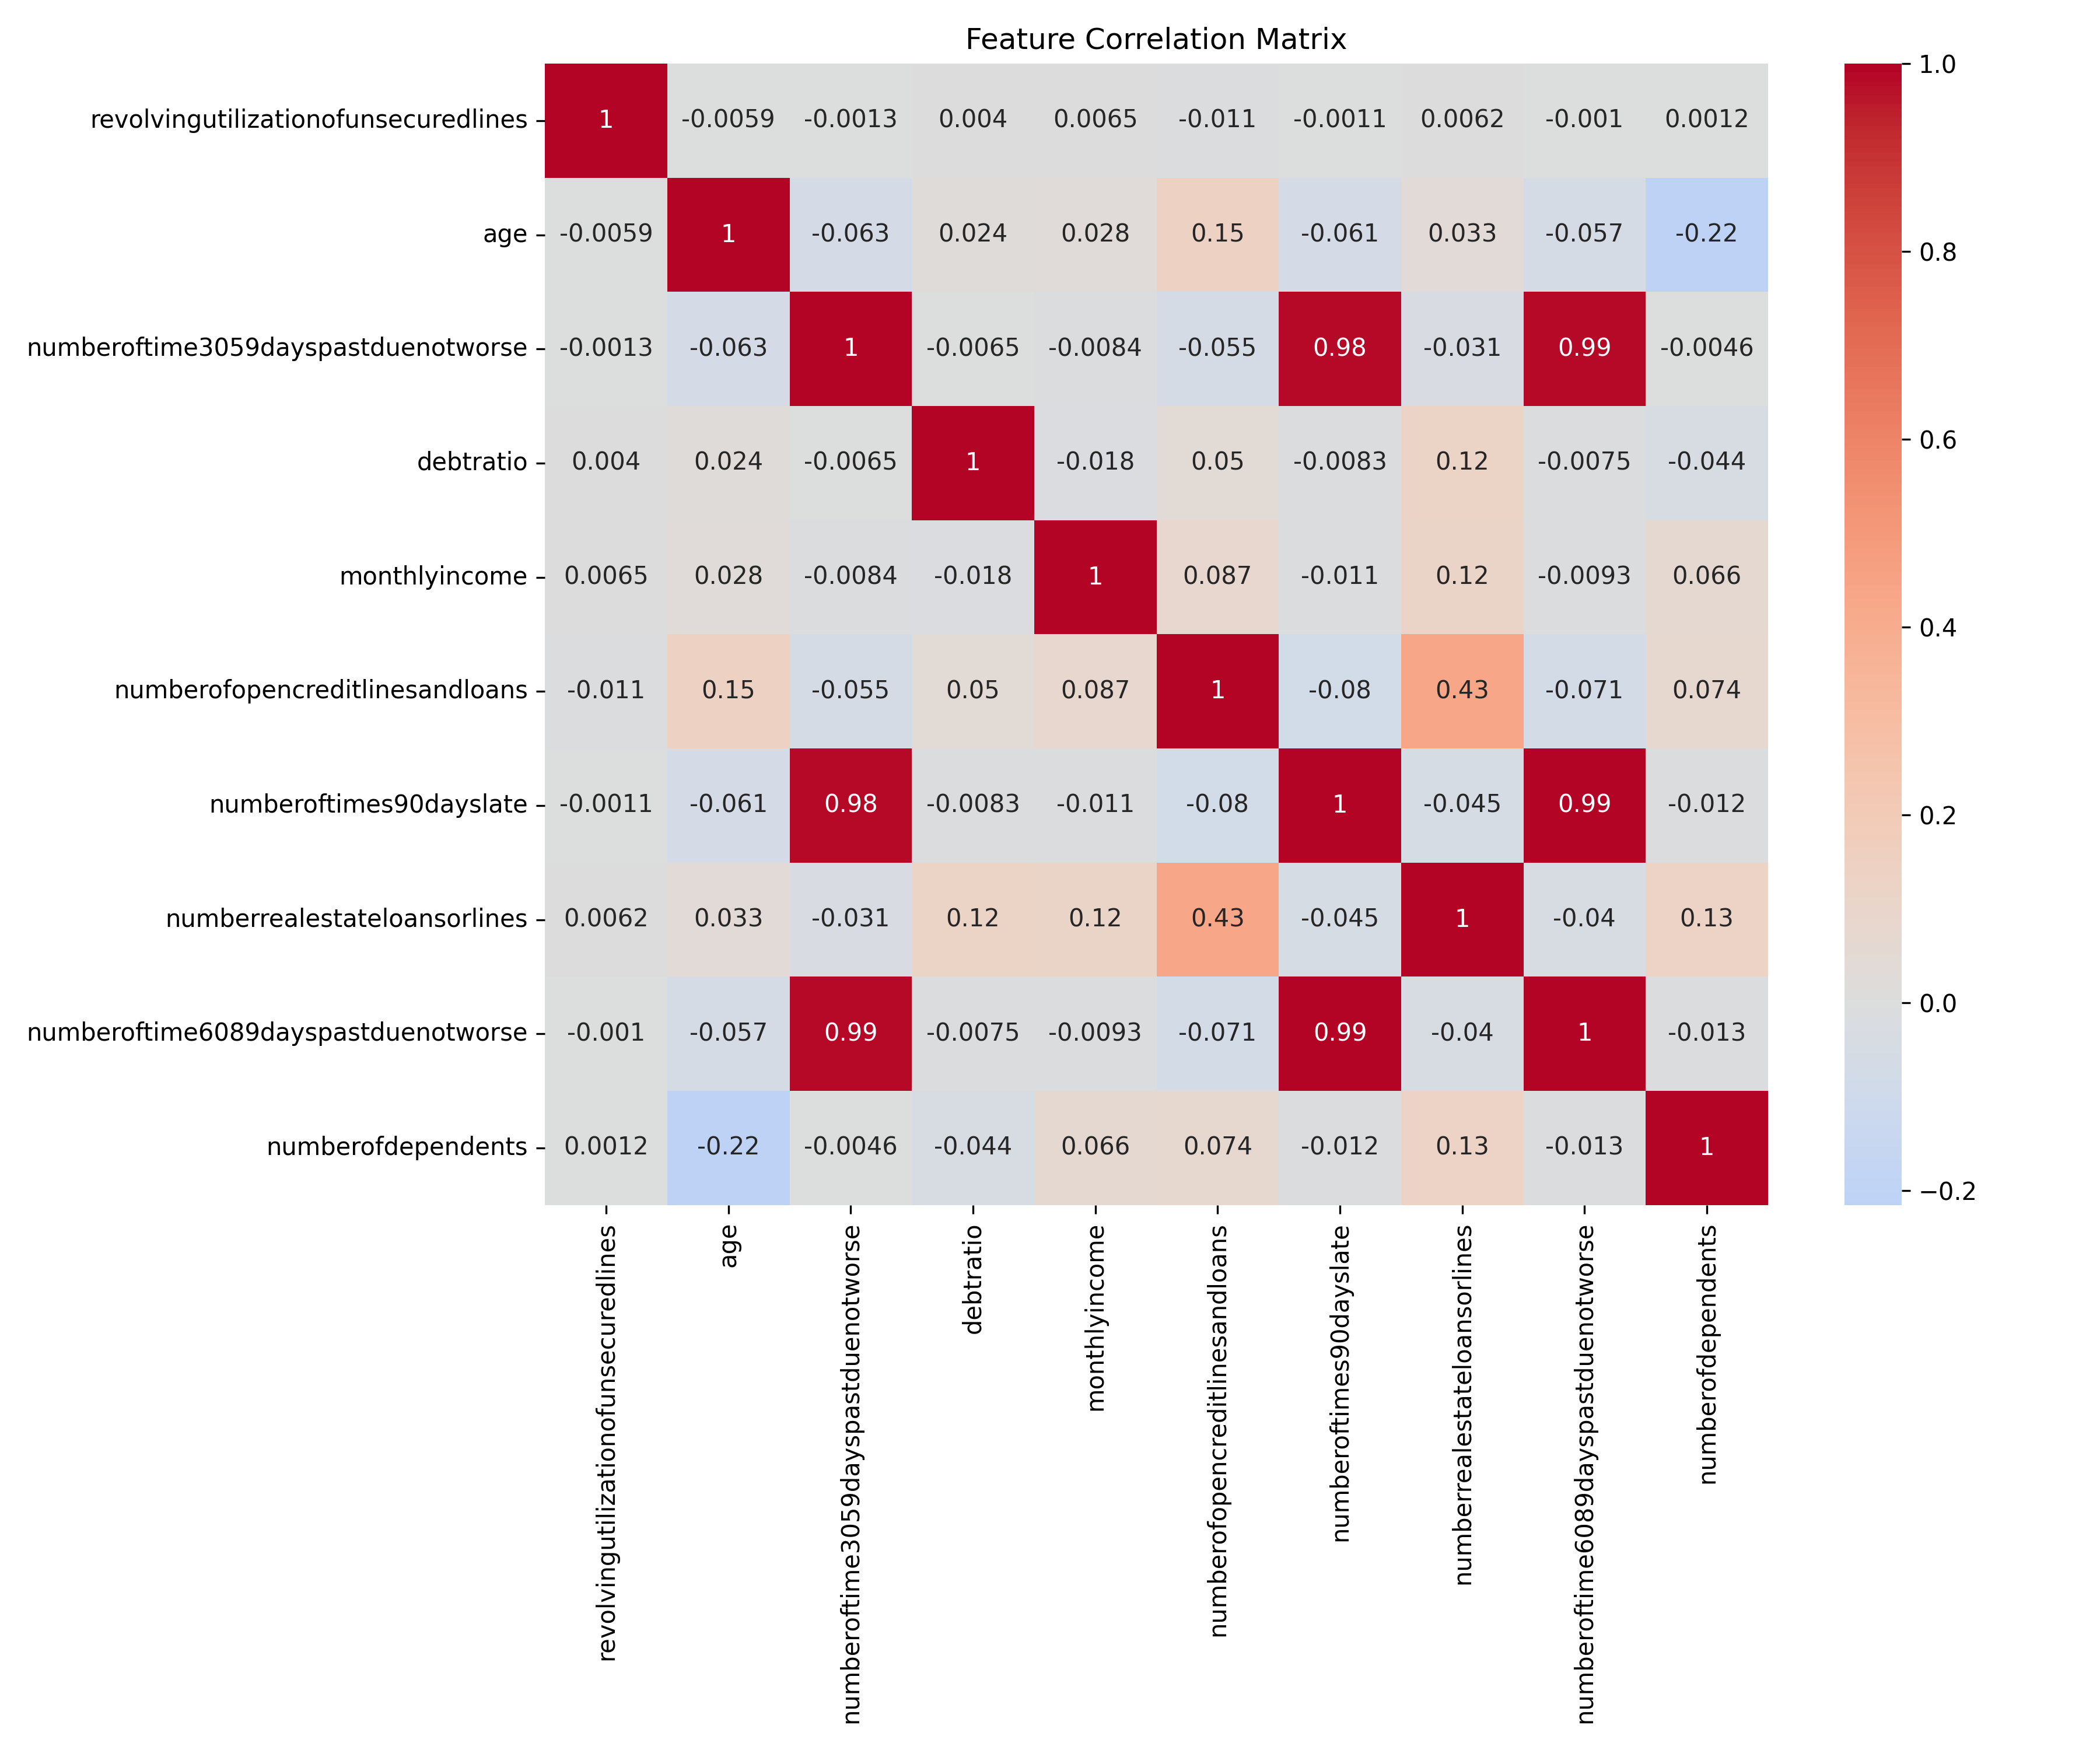 Feature Correlation Matrix
revolvingutilizationofunsecuredlines 1 -0.0059 -0.0013 0.004 0.0065 -0.011 -0.0011 0.0062 -0.001 0.0012
age -0.0059 1 -0.063 0.024 0.028 0.15 -0.061 0.033 -0.057 -0.22
numberoftime3059dayspastduenotworse -0.0013 -0.063 1 -0.0065 -0.0084 -0.055 0.98 -0.031 0.99 -0.0046
debtratio 0.004 0.024 -0.0065 1 -0.018 0.05 -0.0083 0.12 -0.0075 -0.044
monthlyincome 0.0065 0.028 -0.0084 -0.018 1 0.087 -0.011 0.12 -0.0093 0.066
numberofopencreditlinesandloans -0.011 0.15 -0.055 0.05 0.087 1 -0.08 0.43 -0.071 0.074
numberoftimes90dayslate -0.0011 -0.061 0.98 -0.0083 -0.011 -0.08 1 -0.045 0.99 -0.012
numberrealestateloansorlines 0.0062 0.033 -0.031 0.12 0.12 0.43 -0.045 1 -0.04 0.13
numberoftime6089dayspastduenotworse -0.001 -0.057 0.99 -0.0075 -0.0093 -0.071 0.99 -0.04 1 -0.013
numberofdependents 0.0012 -0.22 -0.0046 -0.044 0.066 0.074 -0.012 0.13 -0.013 1
revolvingutilizationofunsecuredlines
age
numberoftime3059dayspastduenotworse
debtratio
monthlyincome
numberofopencreditlinesandloans
numberoftimes90dayslate
numberrealestateloansorlines
numberoftime6089dayspastduenotworse
numberofdependents
1.0
0.8
0.6
0.4
0.2
0.0
−0.2